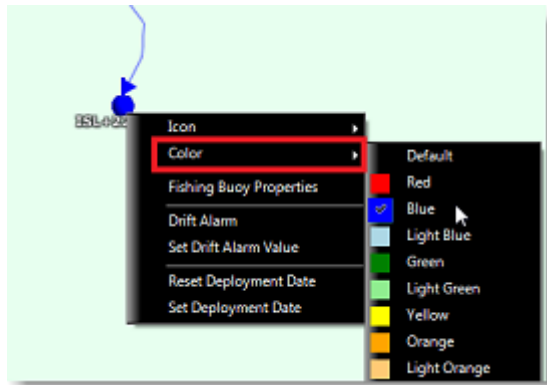 Icon
Color
Fishing Buoy Properties
Drift Alarm
Set Drift Alarm Value
Reset Deployment Date
Set Deployment Date
Default
Red
Blue
Light Blue
Green
Light Green
Yellow
Orange
Light Orange